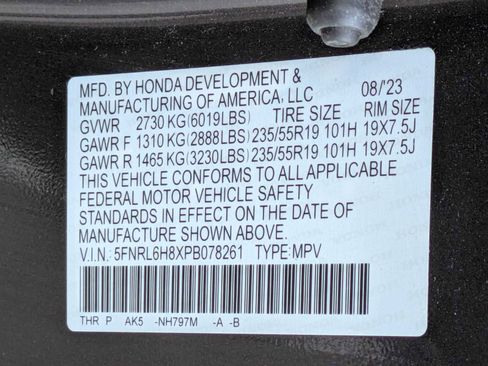 MFD. BY HONDA DEVELOPMENT &
MANUFACTURING OF AMERICA, LLC 08/'23
GVWR 2730 KG (6019LBS) TIRE SIZE RIM SIZE
GAWR F 1310 KG (2888LBS) 235/55R19 101H 19X7.5J
GAWR R 1465 KG (3230LBS) 235/55R19 101H 19X7.5J
THIS VEHICLE CONFORMS TO ALL APPLICABLE
FEDERAL MOTOR VEHICLE SAFETY
STANDARDS IN EFFECT ON THE DATE OF
MANUFACTURE SHOWN ABOVE.
V.I.N.: 5FNRL6H8XPB078261 TYPE: MPV
THR P AK5 -NH797M -A -B